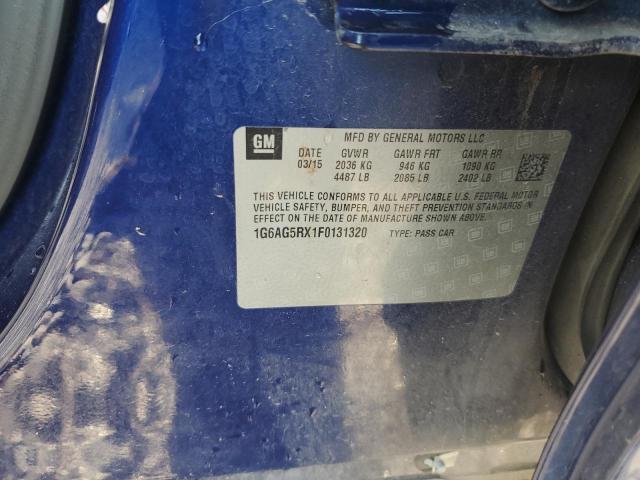 GM
MFD BY GENERAL MOTORS LLC
DATE GVWR GAWR FRT GAWR RR
03/15 2036 KG 946 KG 1090 KG
4487 LB 2085 LB 2402 LB
THIS VEHICLE CONFORMS TO ALL APPLICABLE U.S. FEDERAL MOTOR
VEHICLE SAFETY, BUMPER, AND THEFT PREVENTION STANDARDS IN
EFFECT ON THE DATE OF MANUFACTURE SHOWN ABOVE.
1G6AG5RX1F0131320 TYPE: PASS CAR